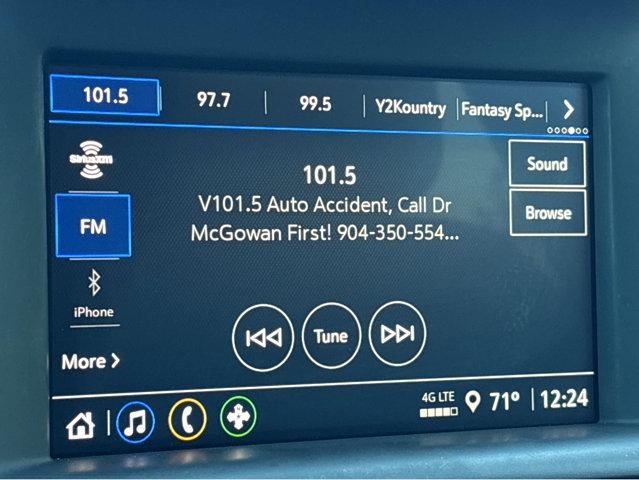 101.5 97.7 99.5 Y2Kountry Fantasy Sp...
SiriusXM
101.5
Sound
V101.5 Auto Accident, Call Dr
McGowan First! 904-350-554...
FM
Browse
iPhone
Tune
More
4G LTE
71° 12:24